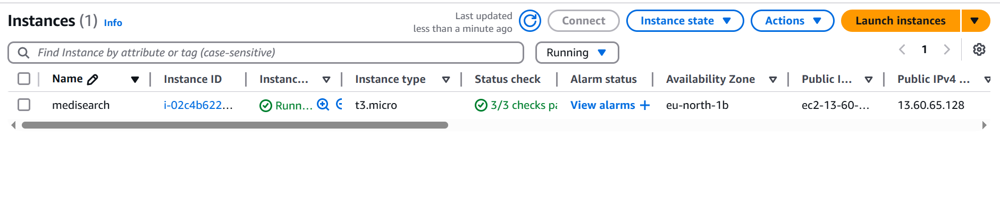 Instances (1) Info
Last updated
less than a minute ago
Connect
Instance state
Actions
Launch instances
Find Instance by attribute or tag (case-sensitive)
Running
1
Name Instance ID Instanc... Instance type Status check Alarm status Availability Zone Public I... Public IPv4 ...
medisearch i-02c4b622... Runn... t3.micro 3/3 checks pa View alarms + eu-north-1b ec2-13-60-... 13.60.65.128